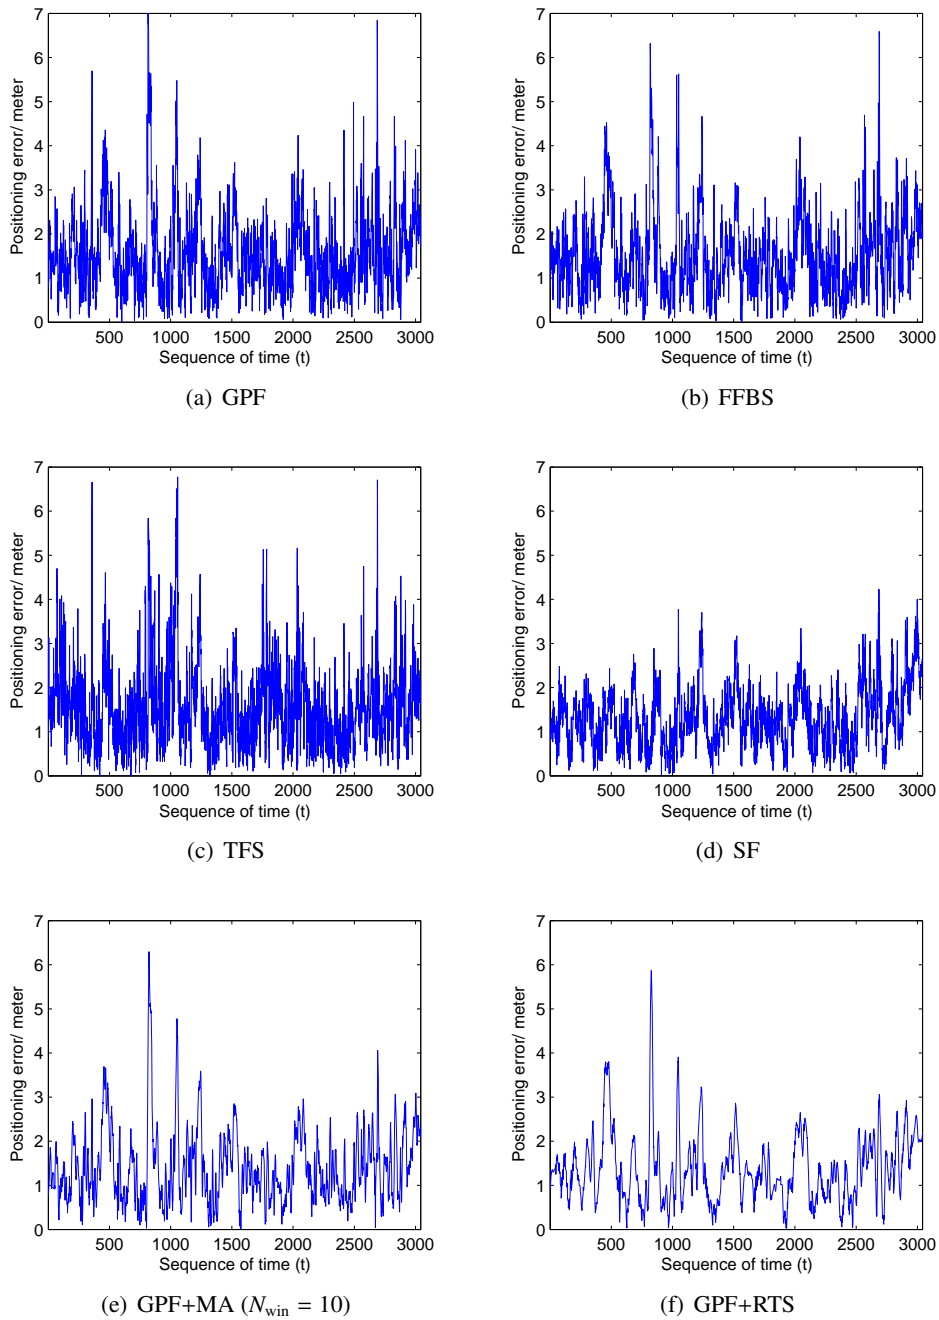 7
6
5
4
3
2
1
0
Positioning error/ meter
500 1000 1500 2000 2500 3000
Sequence of time (t)
(a) GPF
7
6
5
4
3
2
1
0
Positioning error/ meter
500 1000 1500 2000 2500 3000
Sequence of time (t)
(b) FFBS
7
6
5
4
3
2
1
0
Positioning error/ meter
500 1000 1500 2000 2500 3000
Sequence of time (t)
(c) TFS
7
6
5
4
3
2
1
0
Positioning error/ meter
500 1000 1500 2000 2500 3000
Sequence of time (t)
(d) SF
7
6
5
4
3
2
1
0
Positioning error/ meter
500 1000 1500 2000 2500 3000
Sequence of time (t)
(e) GPF+MA (Nwin = 10)
7
6
5
4
3
2
1
0
Positioning error/ meter
500 1000 1500 2000 2500 3000
Sequence of time (t)
(f) GPF+RTS